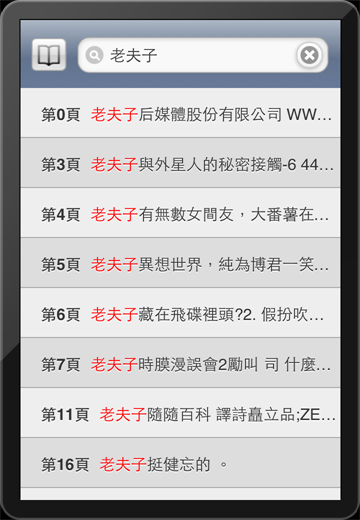 老夫子
第0頁 老夫子后媒體股份有限公司 WW...
第3頁 老夫子與外星人的秘密接觸-6 44...
第4頁 老夫子有無數女間友，大番薯在...
第5頁 老夫子異想世界，純為博君一笑...
第6頁 老夫子藏在飛碟裡頭?2. 假扮吹...
第7頁 老夫子時膜漫誤會2勵叫 司 什麼...
第11頁 老夫子隨隨百科 譯詩矗立品;ZE...
第16頁 老夫子挺健忘的 。